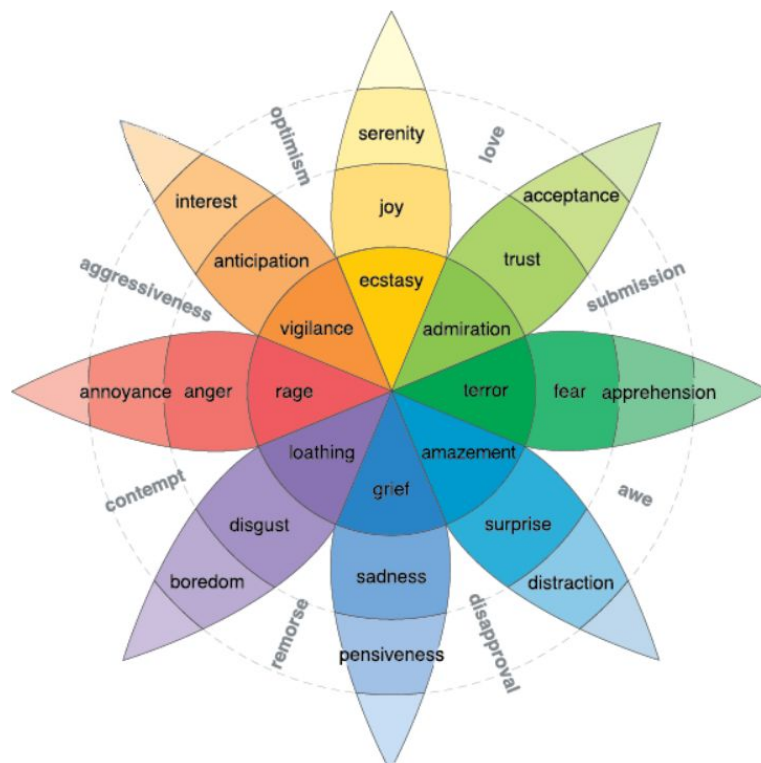 optimism
serenity
love
interest
joy
acceptance
anticipation
trust
aggressiveness
ecstasy
submission
vigilance
admiration
annoyance
anger
rage
terror
fear
apprehension
loathing
amazement
contempt
grief
awe
disgust
surprise
boredom
sadness
distraction
remorse
pensiveness
disapproval